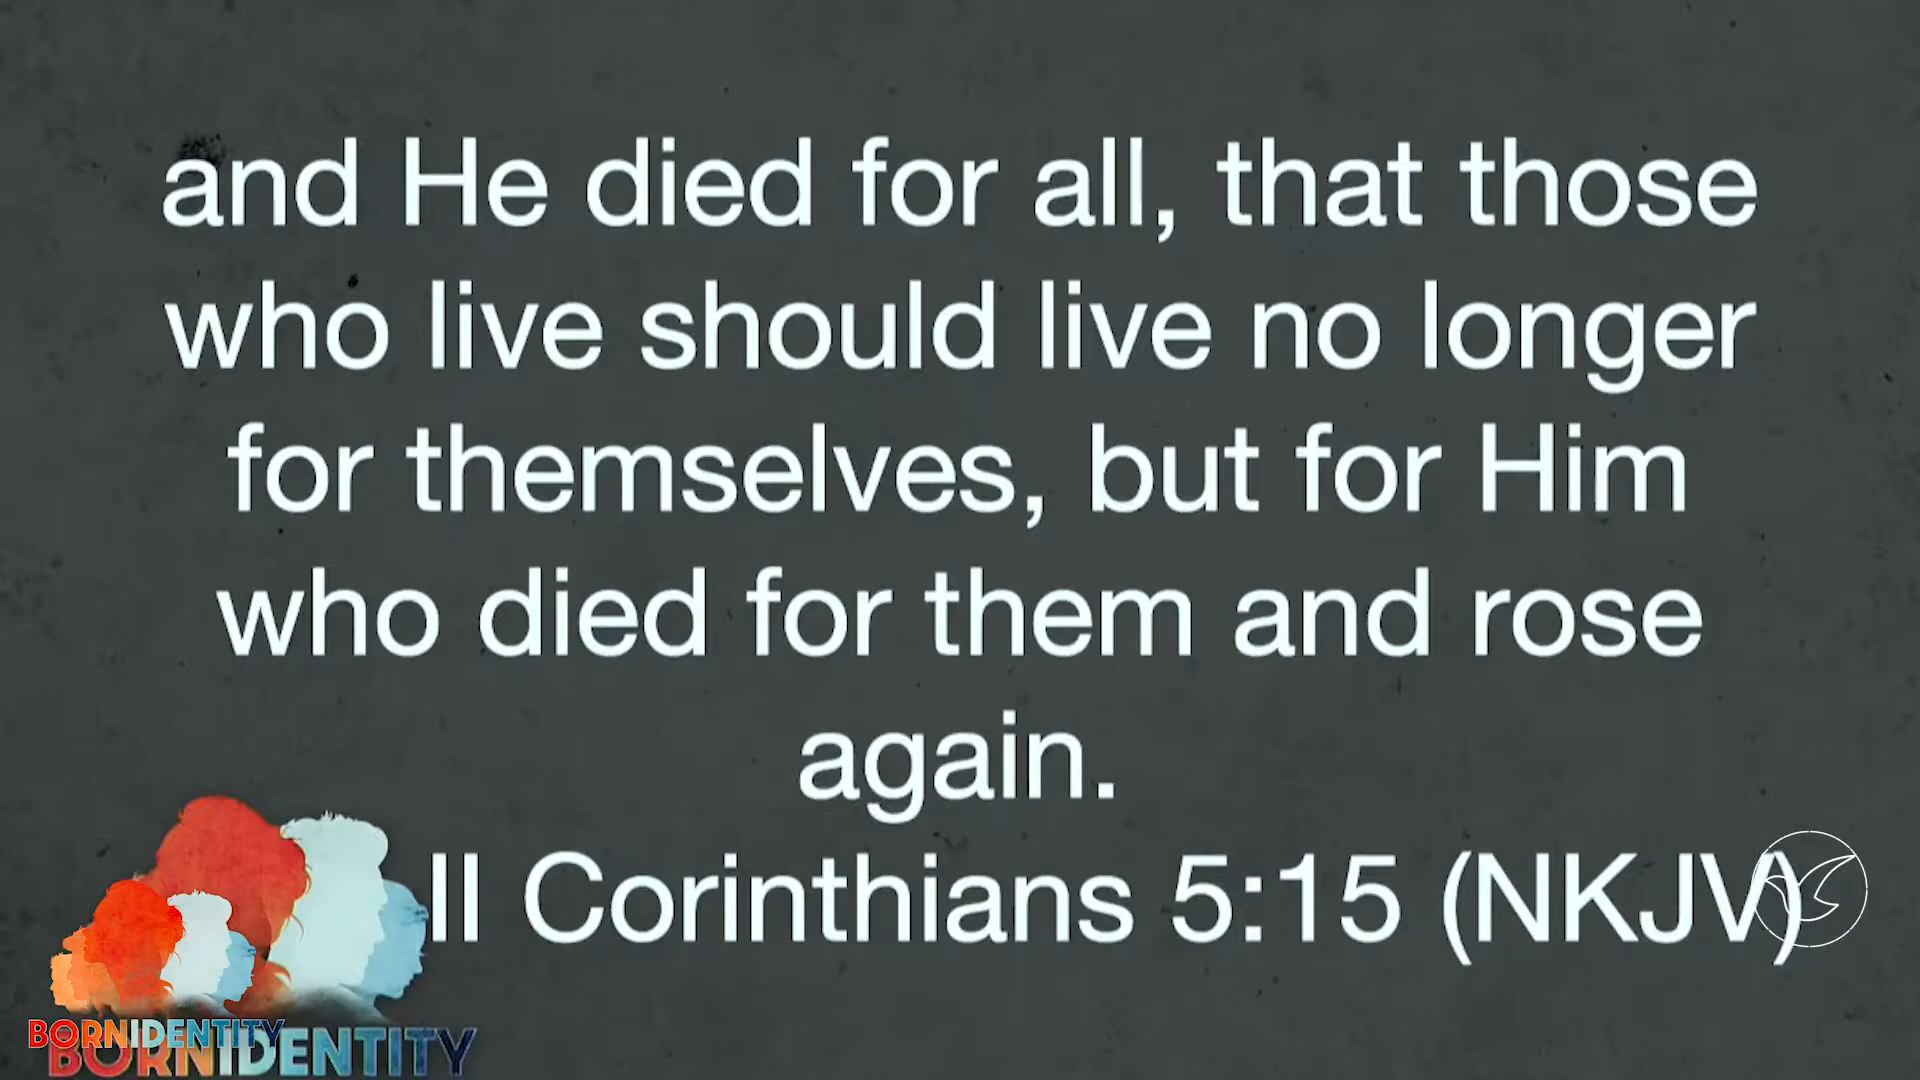 and He died for all, that those
who live should live no longer
for themselves, but for Him
who died for them and rose
again.
II Corinthians 5:15 (NKJV)
BORNIDENTITY
BORNIDENTITY